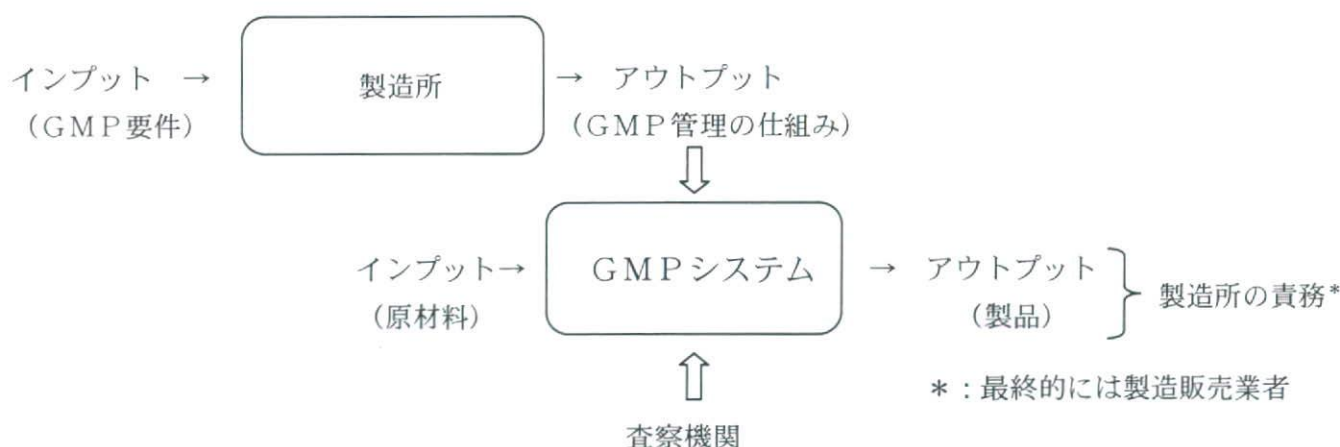 インプット → 製造所 → アウトプット
（ＧＭＰ要件） （ＧＭＰ管理の仕組み）
インプット→ ＧＭＰシステム → アウトプット
（原材料） （製品） 製造所の責務*
＊：最終的には製造販売業者
査察機関